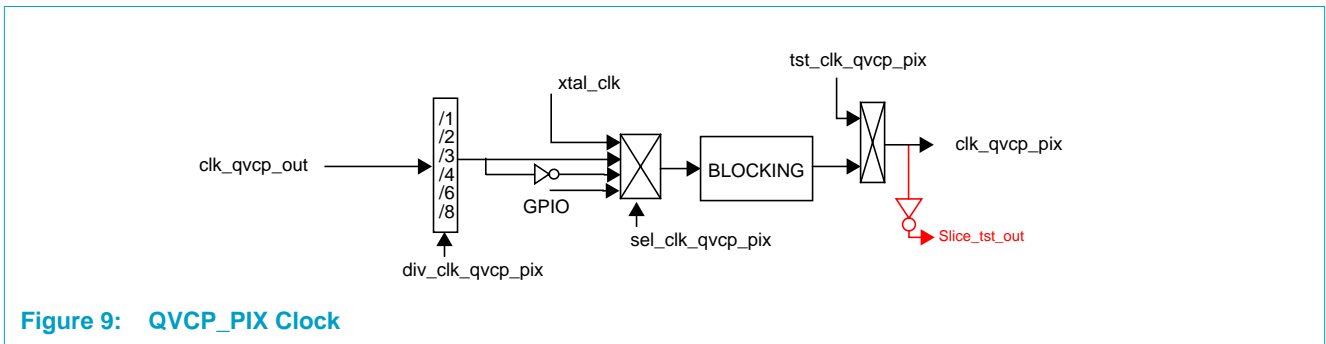 tst_clk_qvcp_pix
xtal_clk
/1
/2
/3
/4
/6
/8
clk_qvcp_out
clk_qvcp_pix
BLOCKING
GPIO
sel_clk_qvcp_pix
Slice_tst_out
div_clk_qvcp_pix
Figure 9: QVCP_PIX Clock